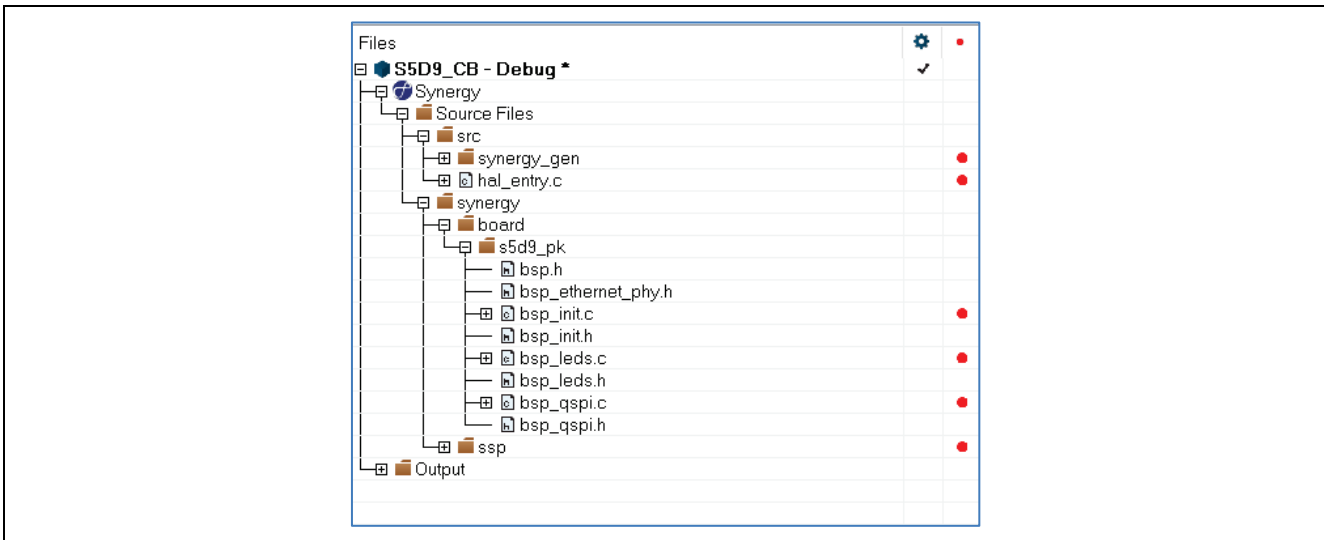 Files
S5D9_CB - Debug *
Synergy
Source Files
src
synergy_gen
hal_entry.c
synergy
board
s5d9_pk
bsp.h
bsp_ethernet_phy.h
bsp_init.c
bsp_init.h
bsp_leds.c
bsp_leds.h
bsp_qspi.c
bsp_qspi.h
ssp
Output